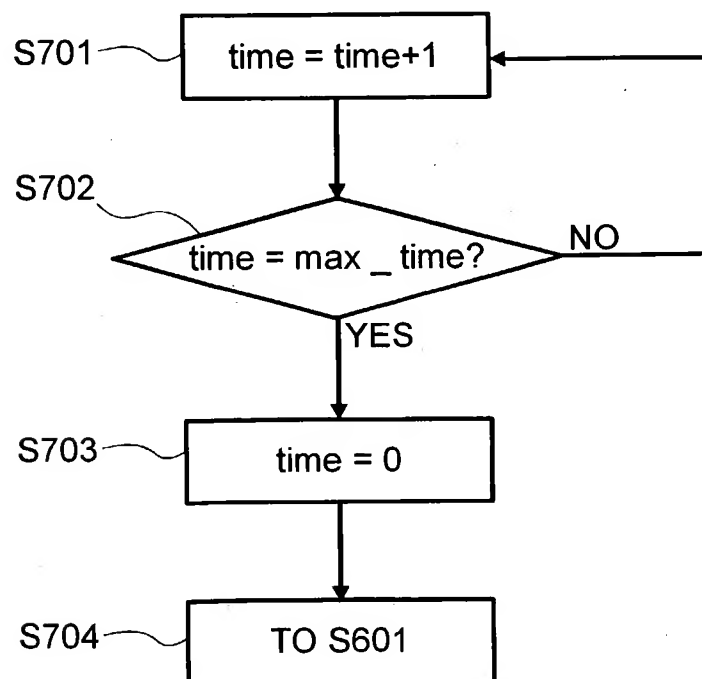 S701
time = time+1
S702
time = max _ time?
NO
YES
S703
time = 0
S704
TO S601